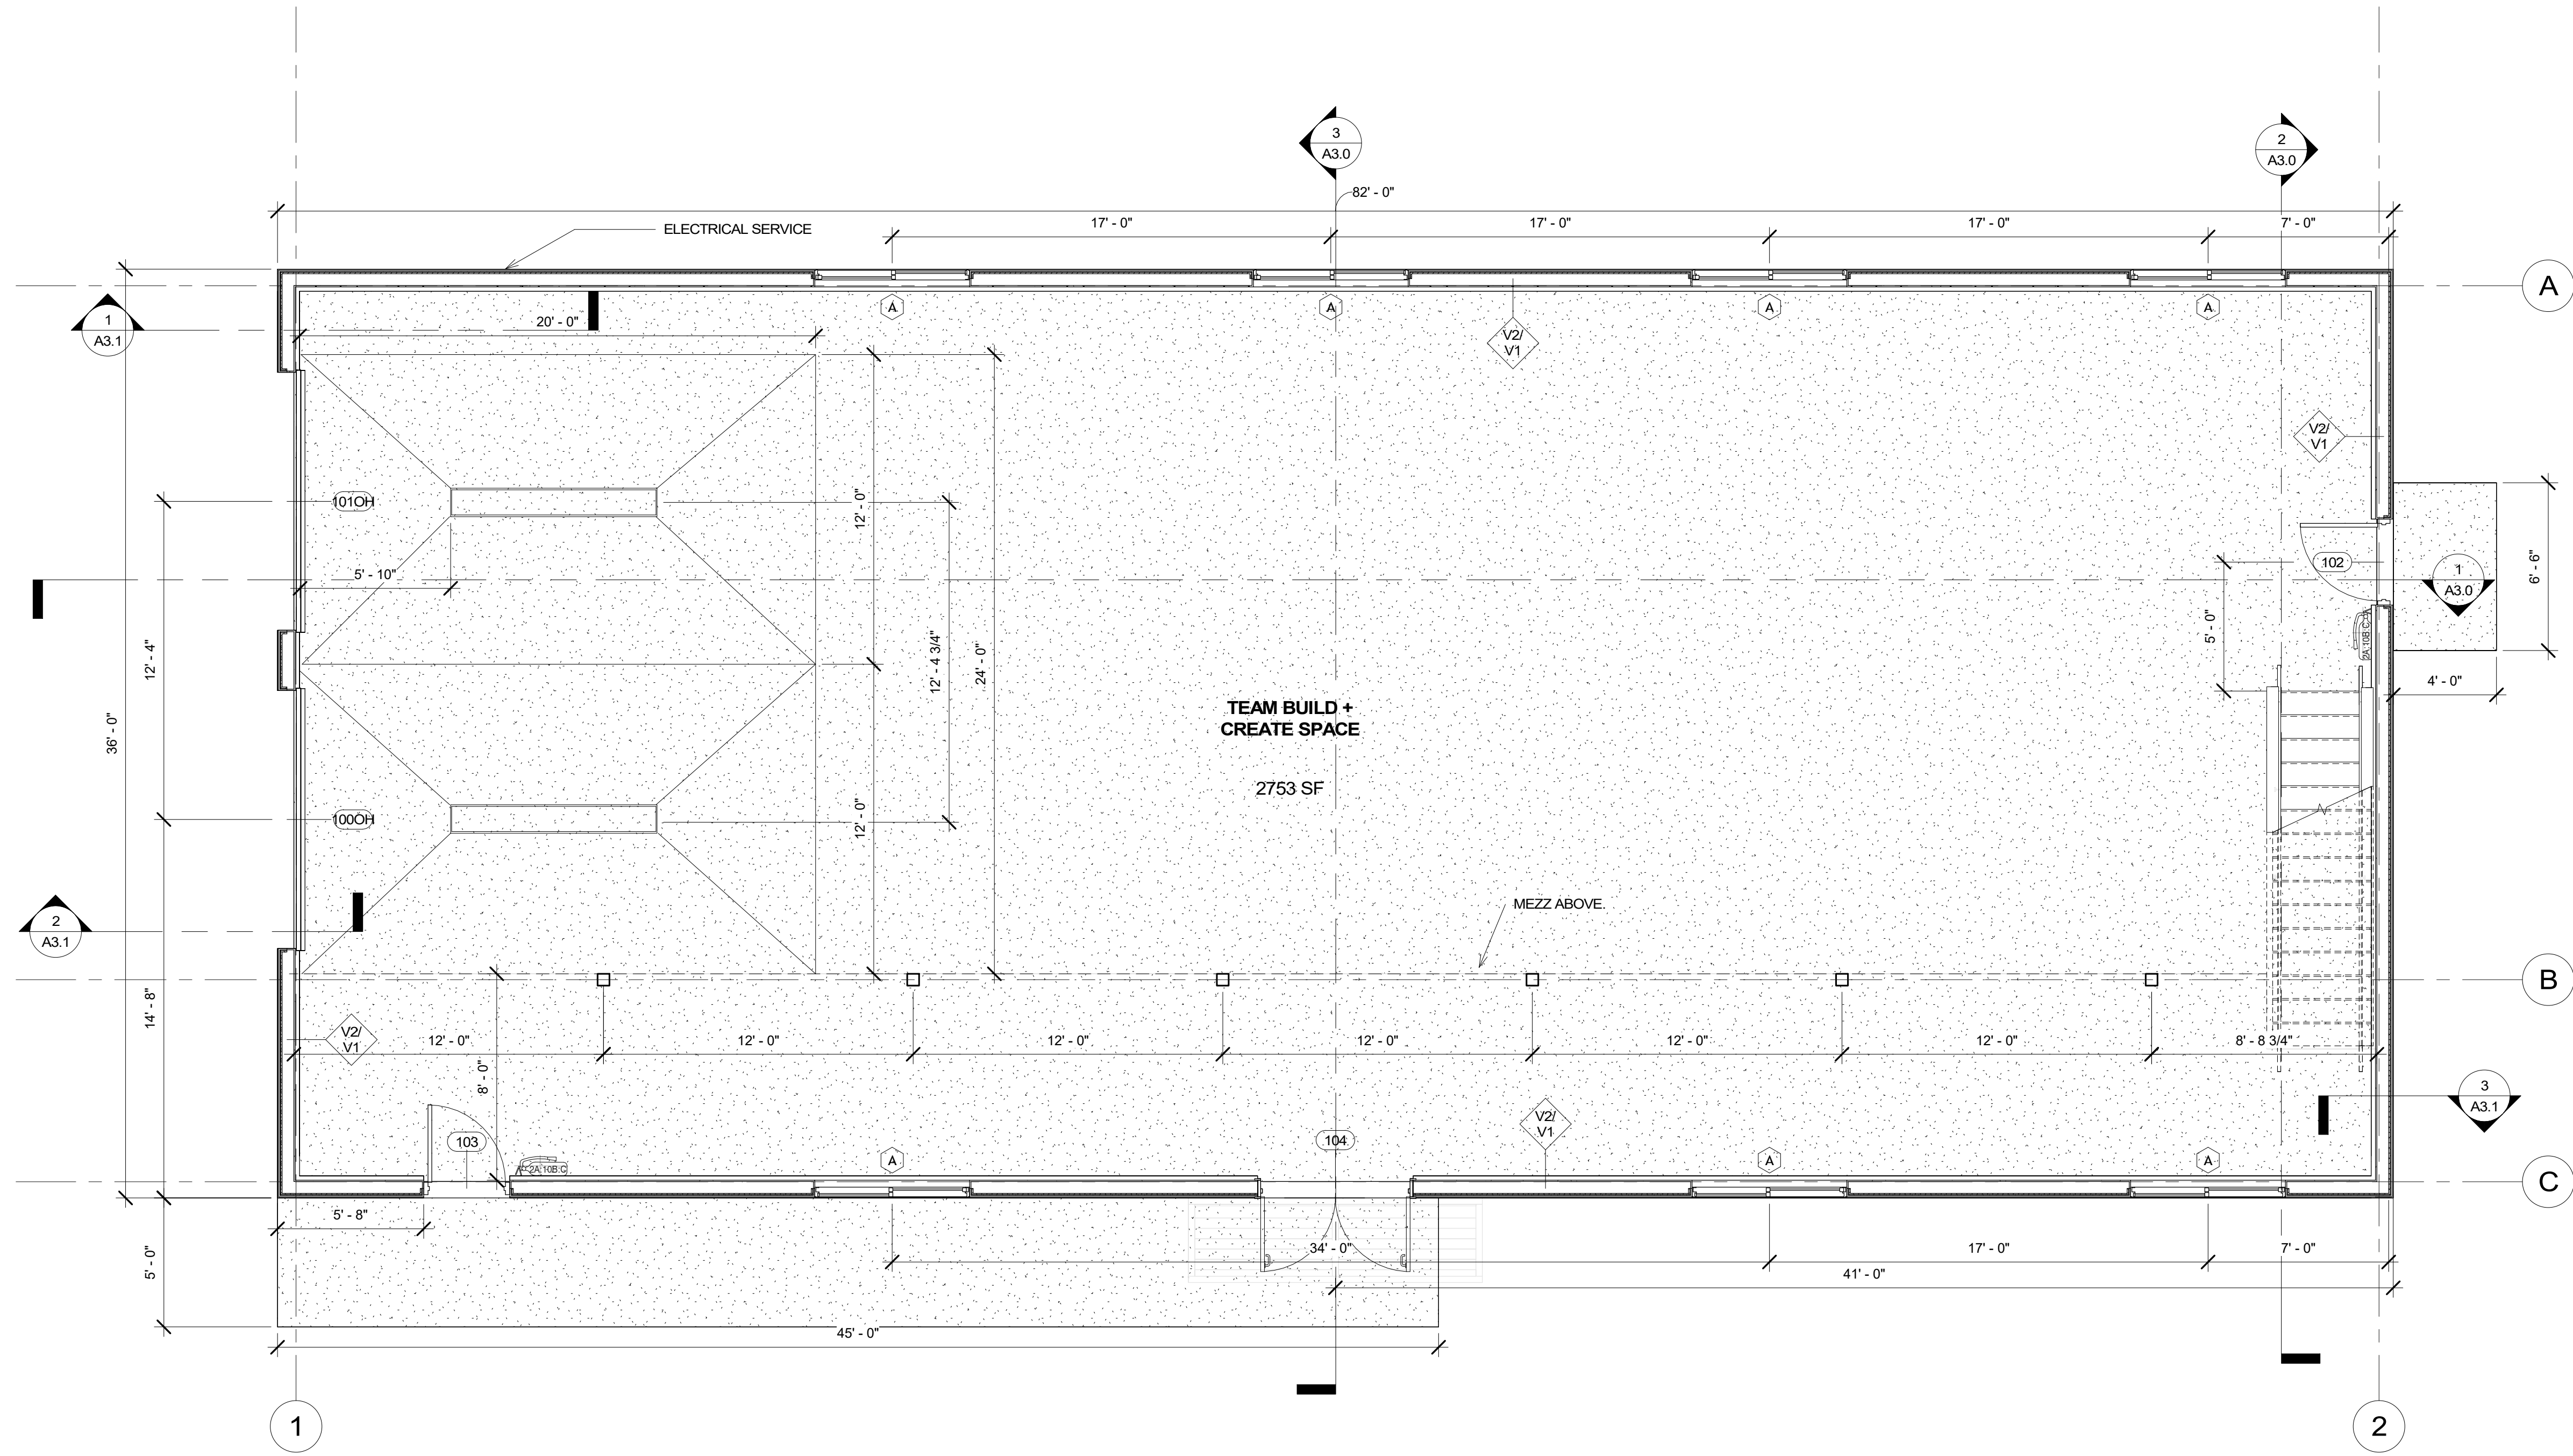 3
A3.0
2
A3.0
82' - 0"
17' - 0"
17' - 0"
17' - 0"
7' - 0"
ELECTRICAL SERVICE
A
1
A3.1
20' - 0"
A
A
A
A
V2/
V1
V2/
V1
101OH
12' - 0"
5' - 10"
102
1
A3.0
6' - 6"
5' - 0"
2A:10B:C
12' - 4"
12' - 4 3/4"
24' - 0"
4' - 0"
36' - 0"
TEAM BUILD +
CREATE SPACE
2753 SF
100OH
12' - 0"
MEZZ ABOVE.
2
A3.1
B
14' - 8"
V2/
V1
12' - 0"
12' - 0"
12' - 0"
12' - 0"
12' - 0"
12' - 0"
8' - 8 3/4"
8' - 0"
3
A3.1
V2/
V1
103
2A:10B:C
A
104
A
A
C
5' - 8"
5' - 0"
34' - 0"
17' - 0"
7' - 0"
41' - 0"
45' - 0"
1
2